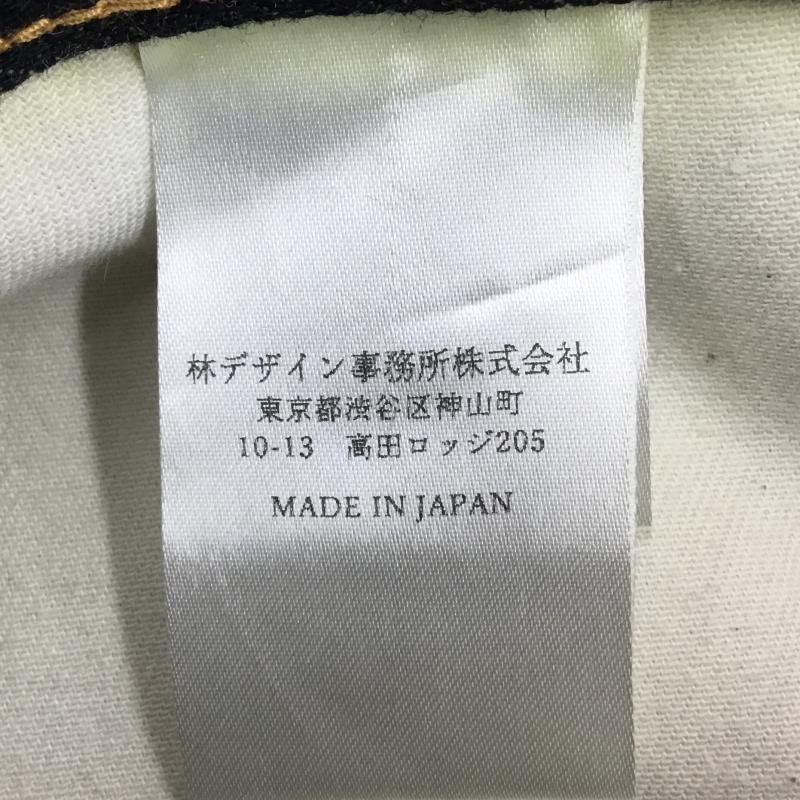 林デザイン事務所株式会社
東京都渋谷区神山町
10-13　高田ロッジ205
MADE IN JAPAN